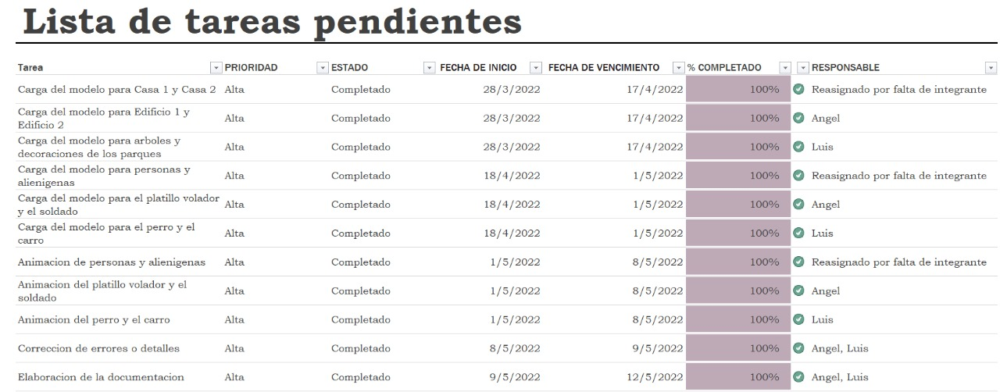 Lista de tareas pendientes
Tarea PRIORIDAD ESTADO FECHA DE INICIO FECHA DE VENCIMIENTO % COMPLETADO RESPONSABLE
Carga del modelo para Casa 1 y Casa 2 Alta Completado 28/3/2022 17/4/2022 100% Reasignado por falta de integrante
Carga del modelo para Edificio 1 y
Edificio 2 Alta Completado 28/3/2022 17/4/2022 100% Angel
Carga del modelo para arboles y
decoraciones de los parques Alta Completado 28/3/2022 17/4/2022 100% Luis
Carga del modelo para personas y
alienigenas Alta Completado 18/4/2022 1/5/2022 100% Reasignado por falta de integrante
Carga del modelo para el platillo volador
y el soldado Alta Completado 18/4/2022 1/5/2022 100% Angel
Carga del modelo para el perro y el
carro Alta Completado 18/4/2022 1/5/2022 100% Luis
Animacion de personas y alienigenas Alta Completado 1/5/2022 8/5/2022 100% Reasignado por falta de integrante
Animacion del platillo volador y el
soldado Alta Completado 1/5/2022 8/5/2022 100% Angel
Animacion del perro y el carro Alta Completado 1/5/2022 8/5/2022 100% Luis
Correccion de errores o detalles Alta Completado 8/5/2022 9/5/2022 100% Angel, Luis
Elaboracion de la documentacion Alta Completado 9/5/2022 12/5/2022 100% Angel, Luis